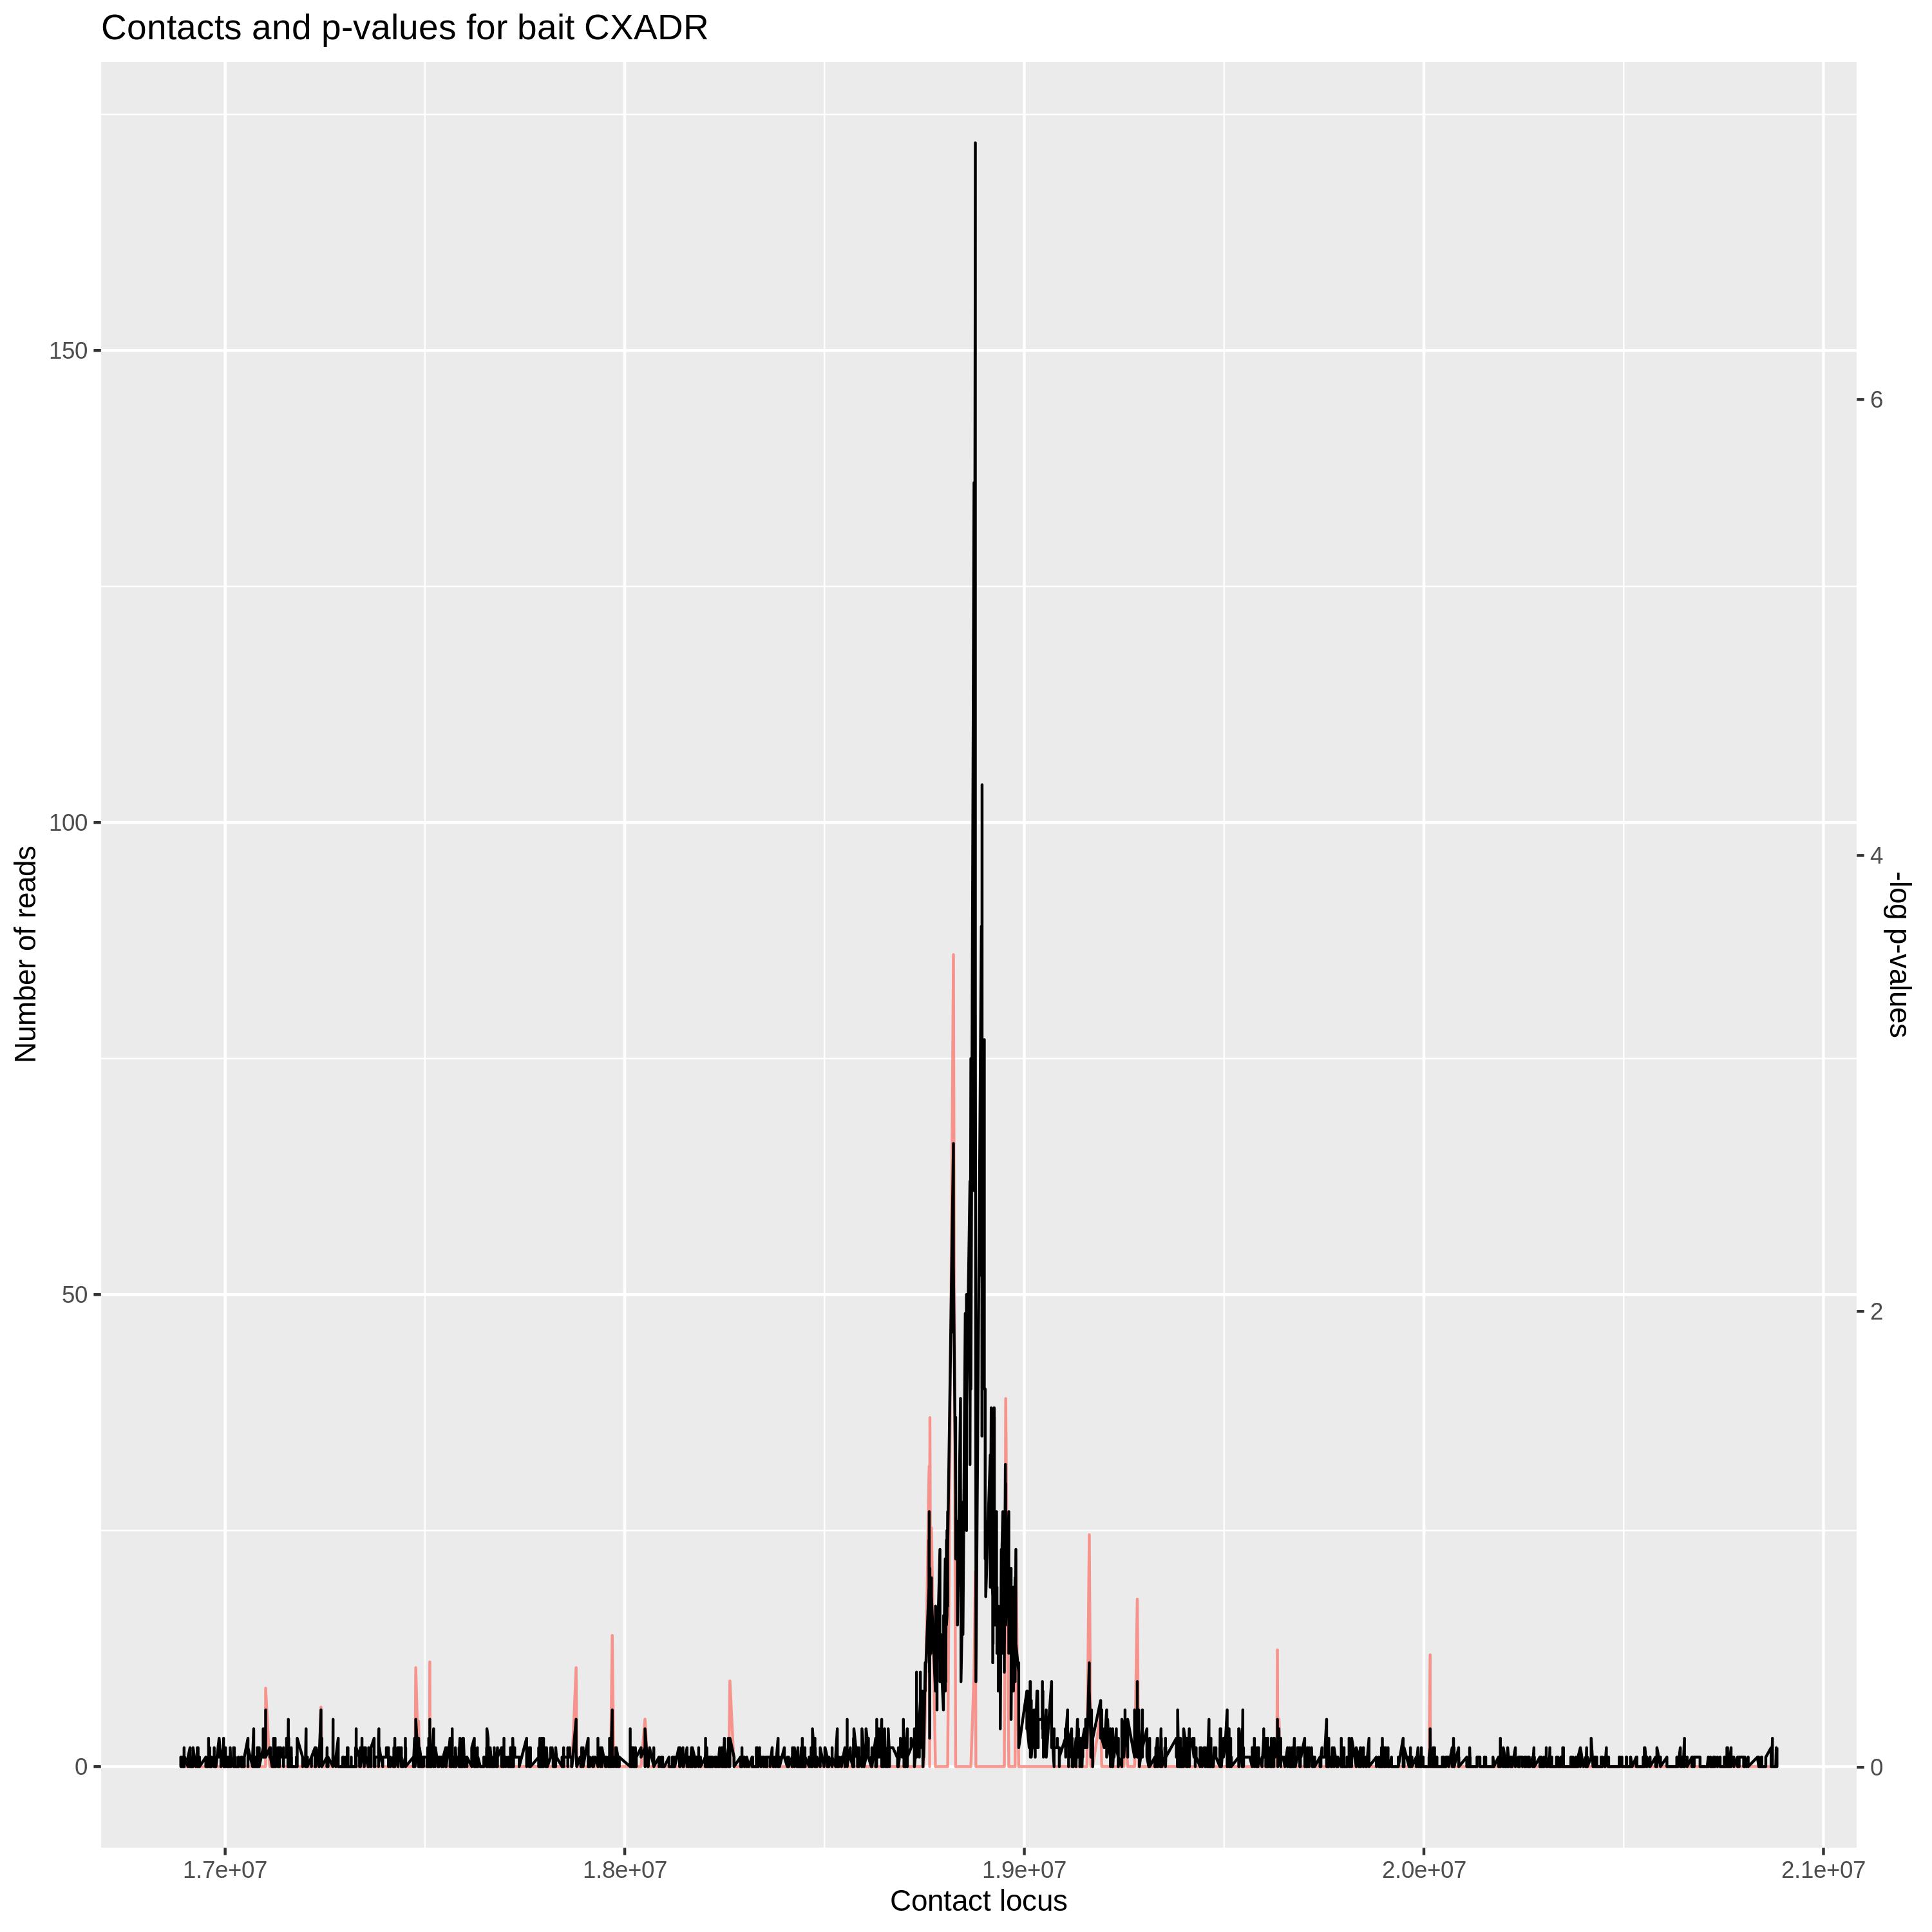 Contacts and p-values for bait CXADR
150
100
50
0
Number of reads
6
4
2
0
-log p-values
1.7e+07
1.8e+07
1.9e+07
2.0e+07
2.1e+07
Contact locus